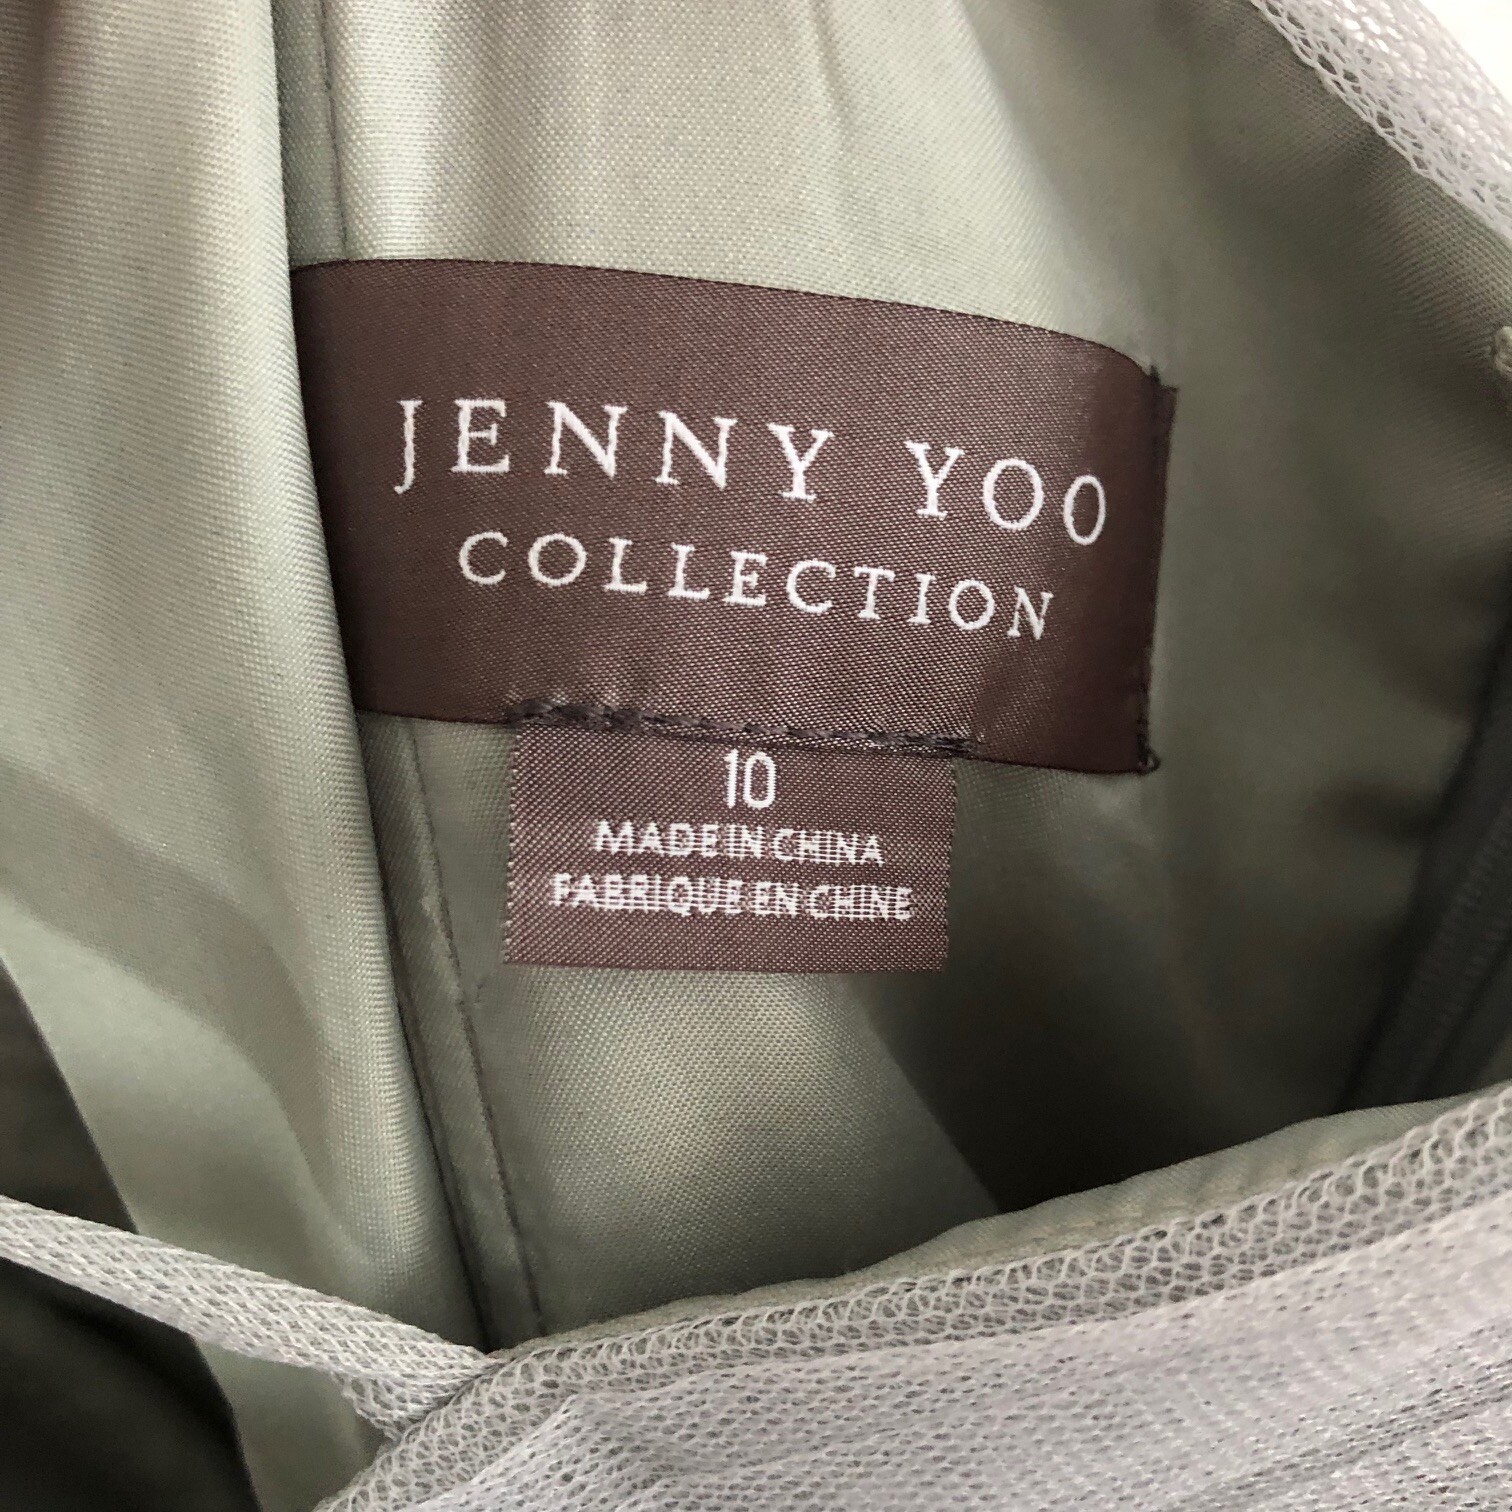 JENNY YOO
COLLECTION
10
MADE IN CHINA
FABRIQUE EN CHINE